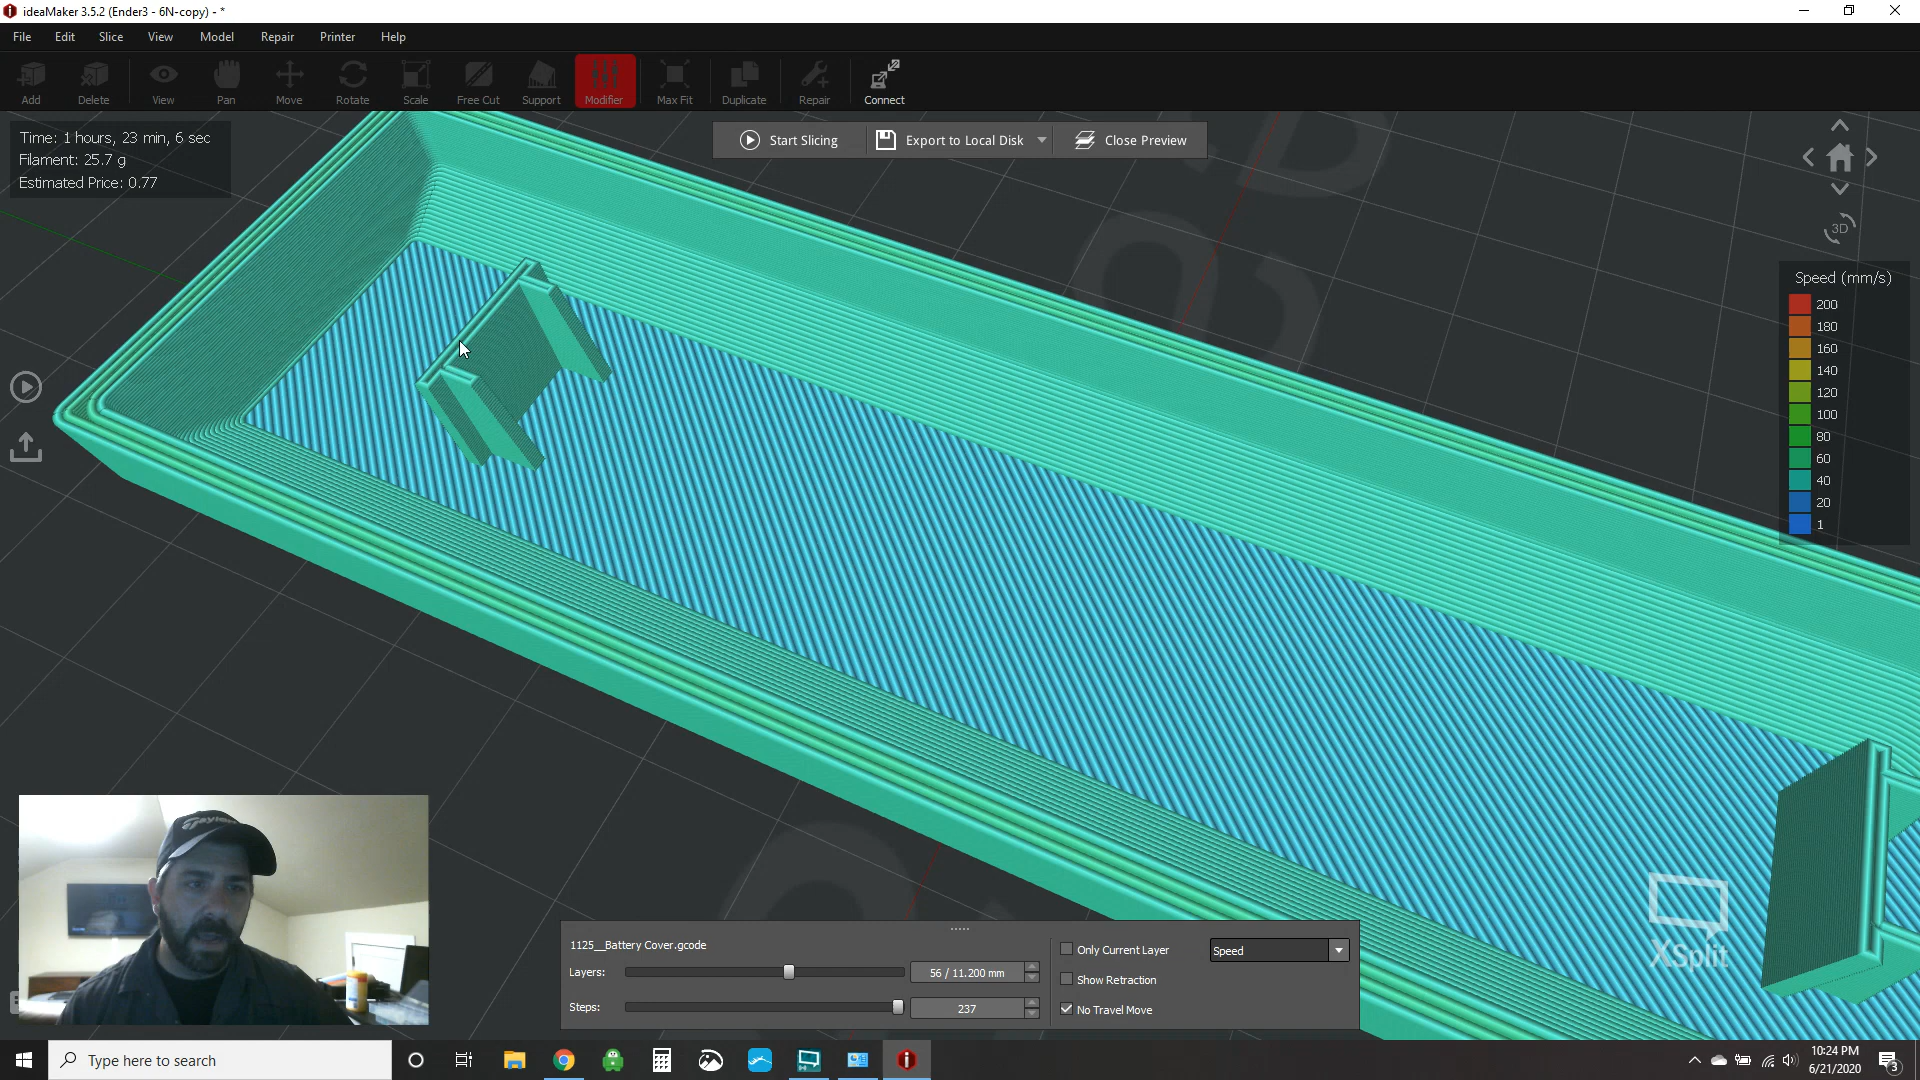 ideaMaker 3.5.2 (Ender3 - 6N-copy) - *
File Edit Slice View Model Repair Printer Help
Add Delete View Pan Move Rotate Scale Free Cut Support Modifier Max Fit Duplicate Repair Connect
Time: 1 hours, 23 min, 6 sec
Filament: 25.7 g
Estimated Price: 0.77
Start Slicing Export to Local Disk Close Preview
3D
Speed (mm/s)
200
180
160
140
120
100
80
60
40
20
1
XSplit
1125__Battery Cover.gcode
Layers: 56 / 11.200 mm
Steps: 237
Only Current Layer
Show Retraction
No Travel Move
Speed
Type here to search
10:24 PM
6/21/2020
3